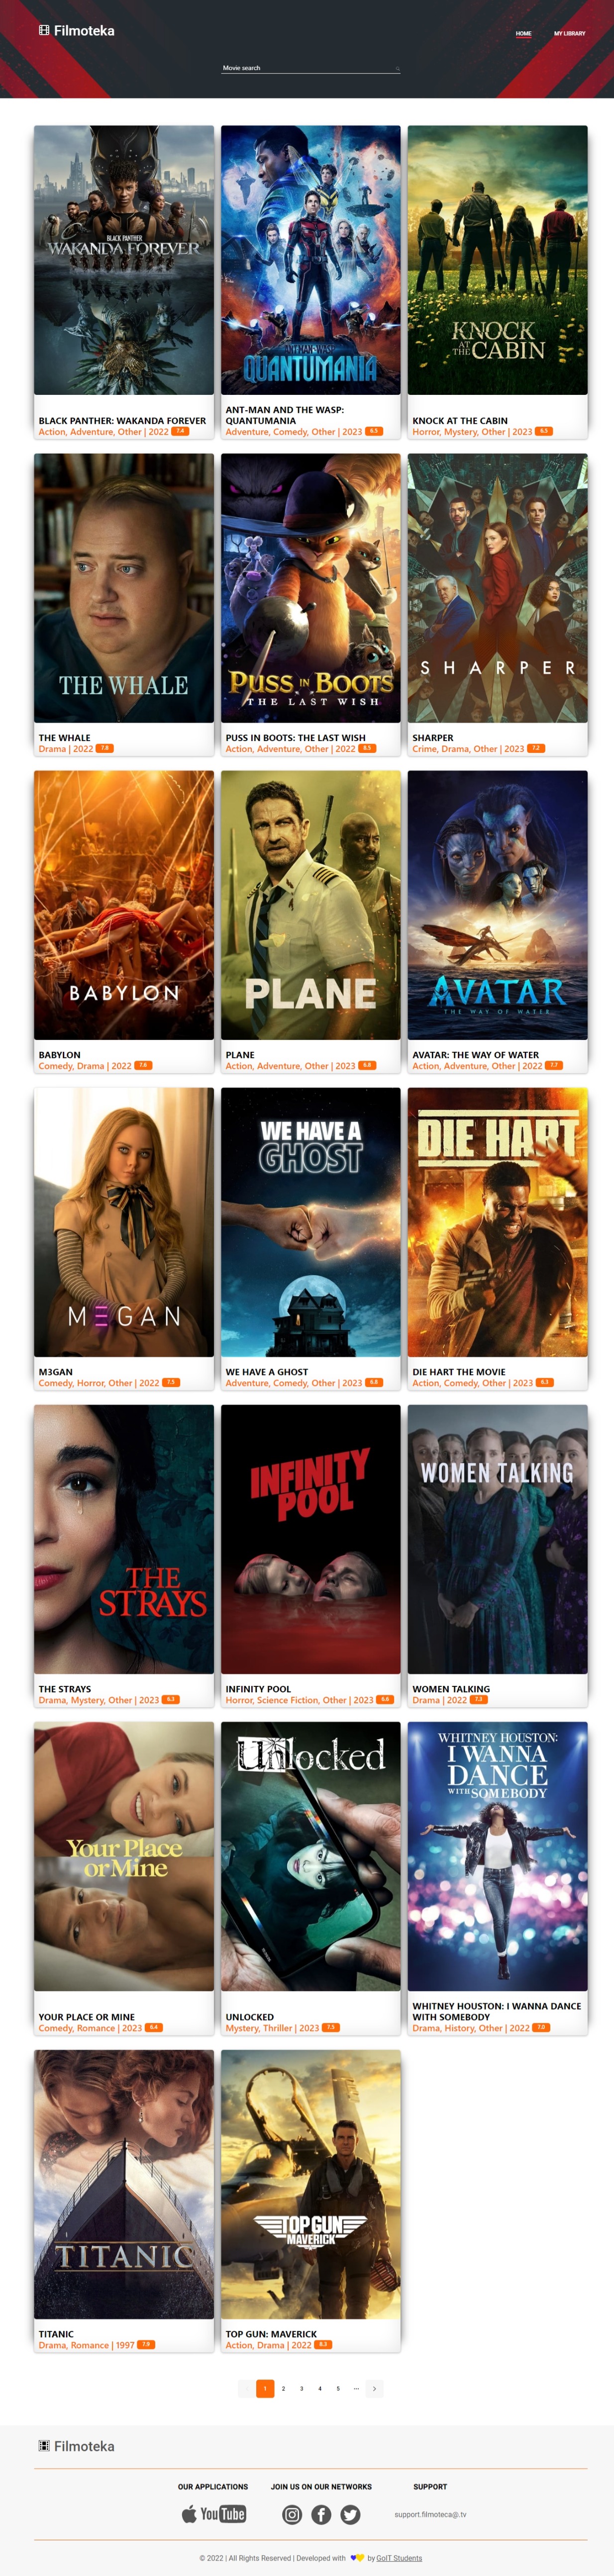 Filmoteka
HOME
MY LIBRARY
Movie search
BLACK PANTHER
WAKANDA FOREVER
ANT-MAN AND THE WASP
QUANTUMANIA
KNOCK
AT THE
CABIN
BLACK PANTHER: WAKANDA FOREVER
Action, Adventure, Other | 2022 7.4
ANT-MAN AND THE WASP:
QUANTUMANIA
Adventure, Comedy, Other | 2023 6.5
KNOCK AT THE CABIN
Horror, Mystery, Other | 2023 6.5
THE WHALE
PUSS IN BOOTS
THE LAST WISH
SHARPER
THE WHALE
Drama | 2022 7.8
PUSS IN BOOTS: THE LAST WISH
Action, Adventure, Other | 2022 8.5
SHARPER
Crime, Drama, Other | 2023 7.2
BABYLON
PLANE
AVATAR
THE WAY OF WATER
BABYLON
Comedy, Drama | 2022 7.6
PLANE
Action, Adventure, Other | 2023 6.8
AVATAR: THE WAY OF WATER
Action, Adventure, Other | 2022 7.7
M3GAN
WE HAVE A
GHOST
DIE HART
M3GAN
Comedy, Horror, Other | 2022 7.5
WE HAVE A GHOST
Adventure, Comedy, Other | 2023 6.8
DIE HART THE MOVIE
Action, Comedy, Other | 2023 6.3
THE
STRAYS
INFINITY
POOL
WOMEN TALKING
THE STRAYS
Drama, Mystery, Other | 2023 6.3
INFINITY POOL
Horror, Science Fiction, Other | 2023 6.6
WOMEN TALKING
Drama | 2022 7.3
Your Place
or Mine
Unlocked
WHITNEY HOUSTON:
I WANNA
DANCE
WITH SOMEBODY
YOUR PLACE OR MINE
Comedy, Romance | 2023 6.4
UNLOCKED
Mystery, Thriller | 2023 7.5
WHITNEY HOUSTON: I WANNA DANCE
WITH SOMEBODY
Drama, History, Other | 2022 7.0
TITANIC
TOP GUN
MAVERICK
TITANIC
Drama, Romance | 1997 7.9
TOP GUN: MAVERICK
Action, Drama | 2022 8.3
1 2 3 4 5 ...
Filmoteka
OUR APPLICATIONS
JOIN US ON OUR NETWORKS
SUPPORT
YouTube
support.filmoteca@.tv
© 2022 | All Rights Reserved | Developed with by GoIT Students